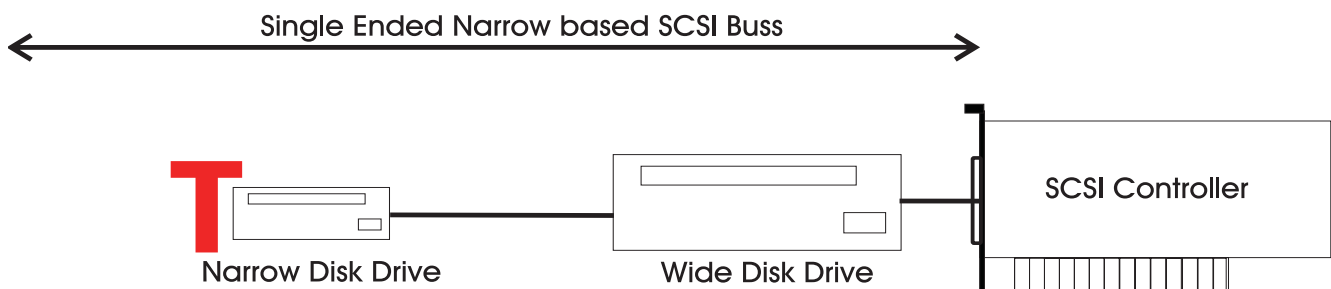 Single Ended Narrow based SCSI Buss
T
SCSI Controller
Narrow Disk Drive
Wide Disk Drive